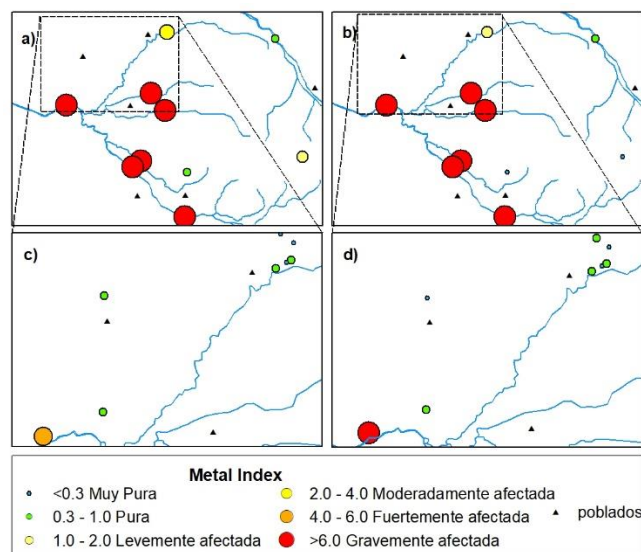 a)
b)
c)
d)
Metal Index
<0.3 Muy Pura
0.3 - 1.0 Pura
1.0 - 2.0 Levemente afectada
2.0 - 4.0 Moderadamente afectada
4.0 - 6.0 Fuertemente afectada
>6.0 Gravemente afectada
poblados